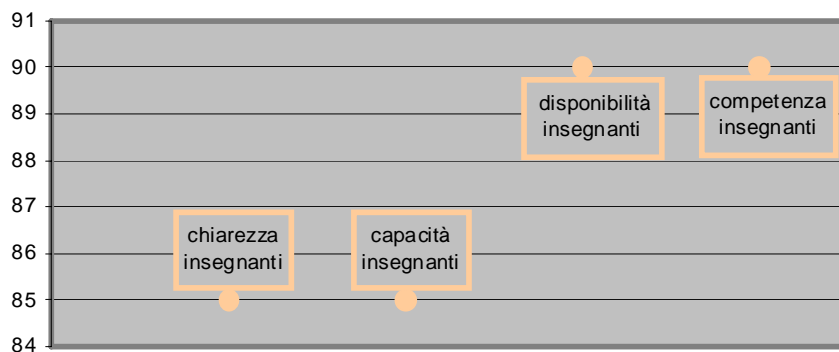 91
90
89
88
87
86
85
84
disponibilità
insegnanti
competenza
insegnanti
chiarezza
insegnanti
capacità
insegnanti